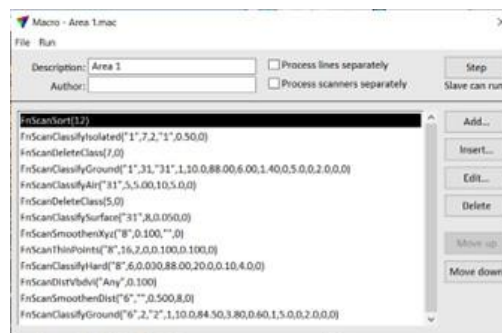 Macro - Area 1.mac
File Run
Description: Area 1
Process lines separately
Step
Author:
Process scanners separately
Slave can run
FnScanSort(12)
Add...
FnScanClassifyIsolated("1",7,2,"1",0.50,0)
Insert...
FnScanDeleteClass(7,0)
FnScanClassifyGround("1",31,"31",1,10.0,88.00,6.00,1.40,0,5.0,0,2.0,0,0)
Edit...
FnScanClassifyAir("31",5,5.00,10,5.0,0)
FnScanDeleteClass(5,0)
Delete
FnScanClassifySurface("31",8,0.050,0)
FnScanSmoothenXyz("8",0.100,"",0)
Move up
FnScanThinPoints("8",16,2,0,0.100,0.100,0)
FnScanClassifyHard("8",6,0.030,88.00,20.0,0.10,4.0,0)
Move down
FnScanDistVbdvi("Any",0.100)
FnScanSmoothenDist("6","",0.500,8,0)
FnScanClassifyGround("6",2,"2",1,10.0,84.50,3.80,0.60,1,5.0,0,2.0,0,0)